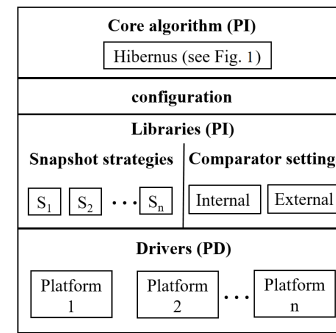 Core algorithm (PI)
Hibernus (see Fig. 1)
configuration
Libraries (PI)
Snapshot strategies
S1 S2 ... Sn
Comparator setting
Internal External
Drivers (PD)
Platform 1
Platform 2
...
Platform n